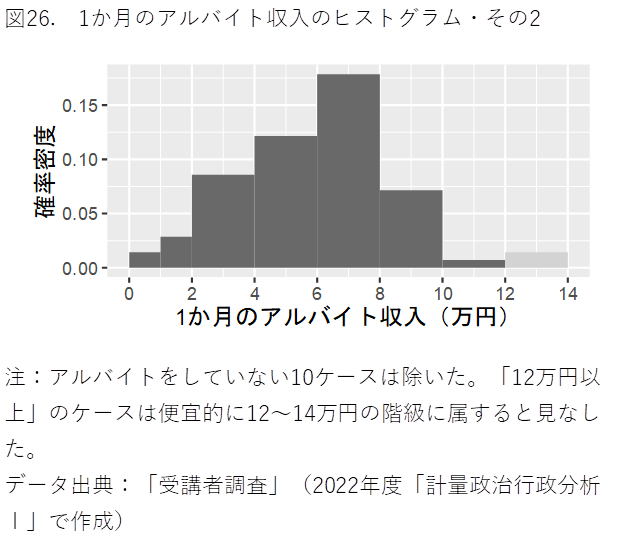 図26.　1か月のアルバイト収入のヒストグラム・その2
確率密度
0.15
0.10
0.05
0.00
0 2 4 6 8 10 12 14
1か月のアルバイト収入（万円）
注：アルバイトをしていない10ケースは除いた。「12万円以
上」のケースは便宜的に12～14万円の階級に属すると見なし
た。
データ出典：「受講者調査」（2022年度「計量政治行政分析
Ⅰ」で作成）